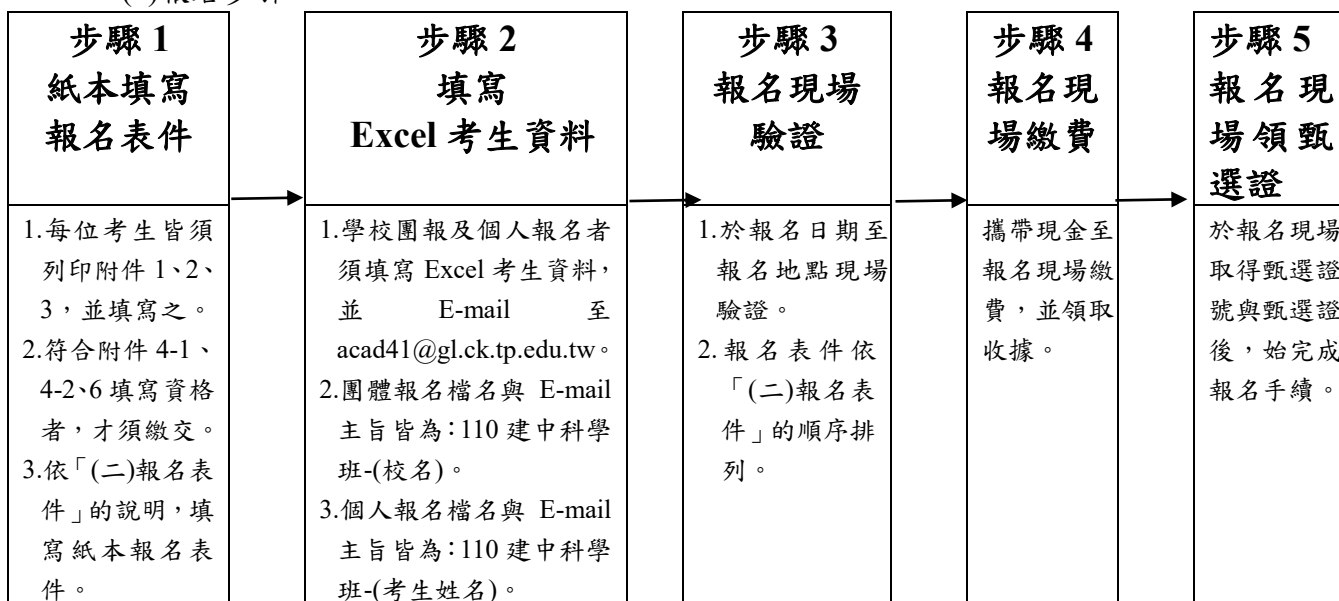 步驟 1
紙本填寫
報名表件
1.每位考生皆須
列印附件 1、2、
3，並填寫之。
2.符合附件 4-1、
4-2、6 填寫資格
者，才須繳交。
3.依「(二)報名表
件」的說明，填
寫紙本報名表
件。
步驟 2
填寫
Excel 考生資料
1.學校團報及個人報名者
須填寫 Excel 考生資料，
並 E-mail 至
acad41@gl.ck.tp.edu.tw。
2.團體報名檔名與 E-mail
主旨皆為：110 建中科學
班-(校名)。
3.個人報名檔名與 E-mail
主旨皆為：110 建中科學
班-(考生姓名)。
步驟 3
報名現場
驗證
1.於報名日期至
報名地點現場
驗證。
2.報名表件依
「(二)報名表
件」的順序排
列。
步驟 4
報名現
場繳費
攜帶現金至
報名現場繳
費，並領取
收據。
步驟 5
報名現
場領甄
選證
於報名現場
取得甄選證
號與甄選證
後，始完成
報名手續。